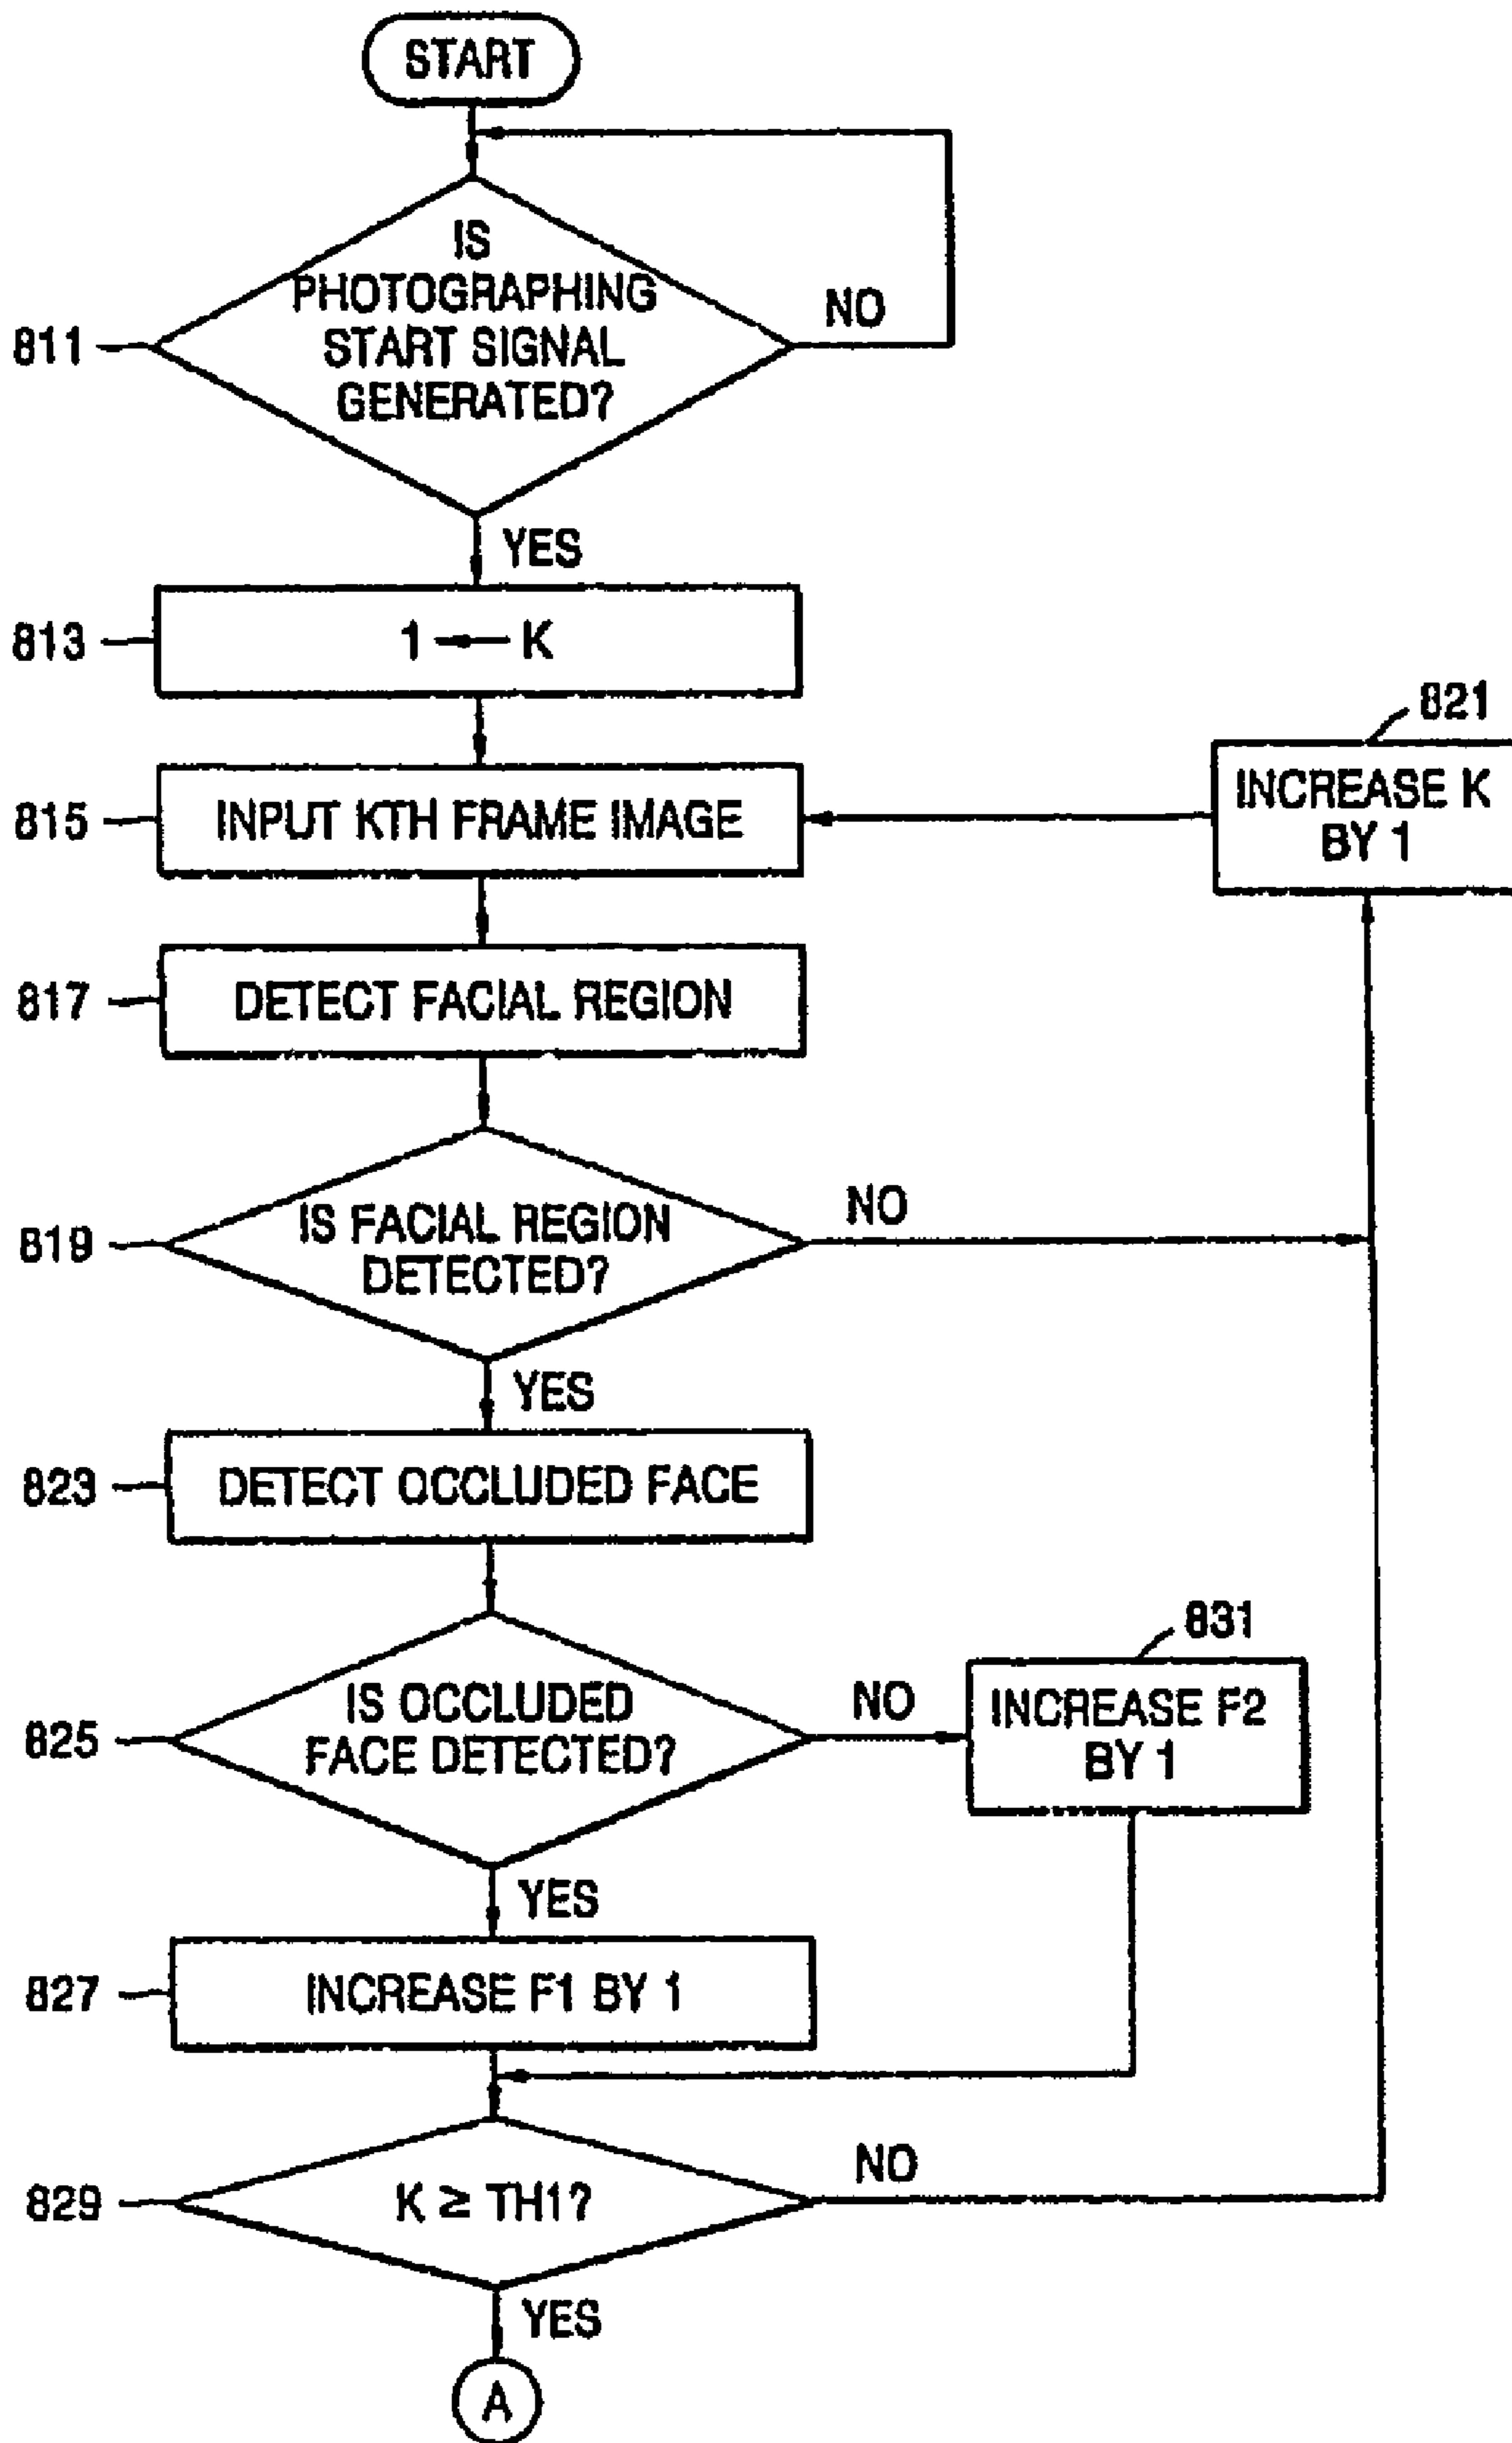 START
IS
PHOTOGRAPHING
START SIGNAL
GENERATED?
NO
811
YES
813
1 ← K
821
INCREASE K
BY 1
815
INPUT KTH FRAME IMAGE
817
DETECT FACIAL REGION
819
IS FACIAL REGION
DETECTED?
NO
YES
823
DETECT OCCLUDED FACE
831
825
IS OCCLUDED
FACE DETECTED?
NO
INCREASE F2
BY 1
YES
827
INCREASE F1 BY 1
829
K ≥ TH1?
NO
YES
A